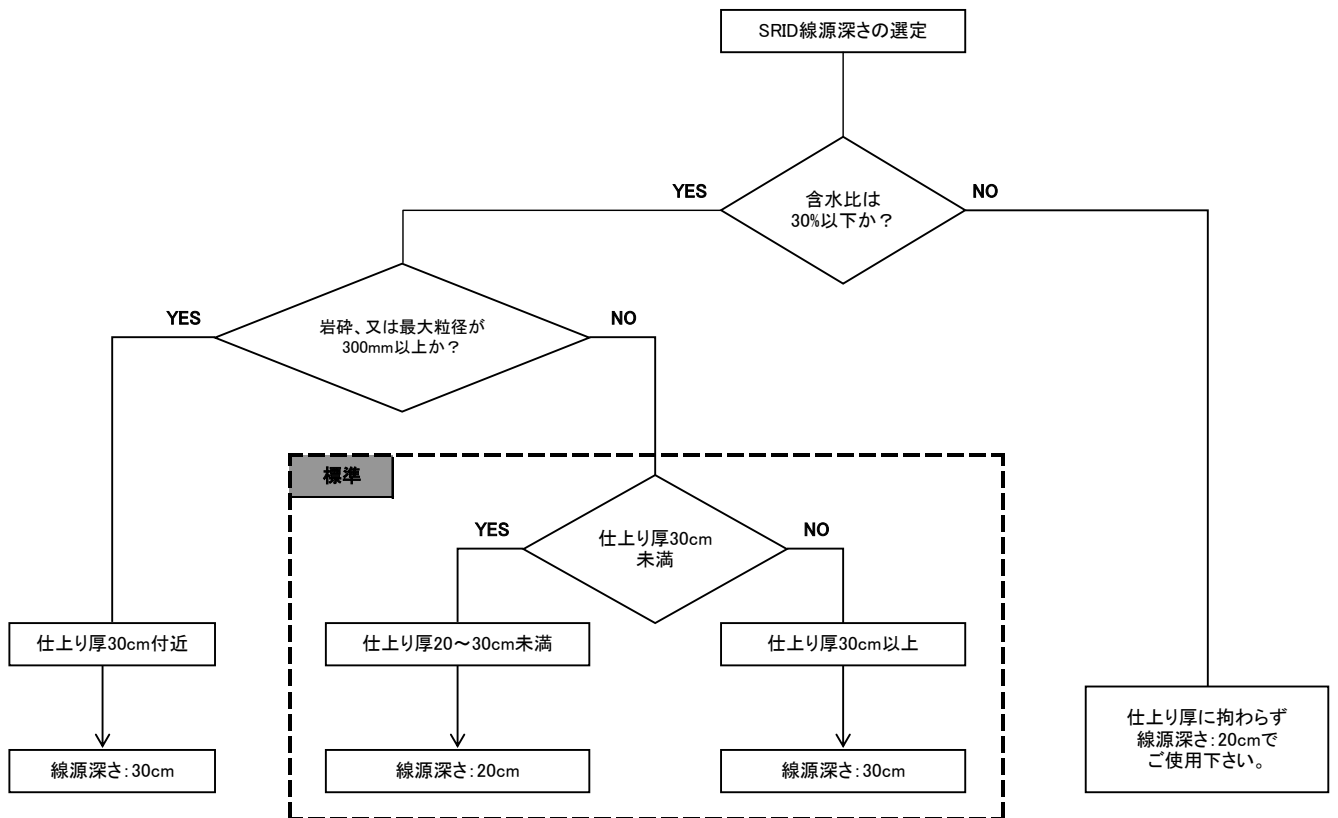 SRID線源深さの選定
含水比は
30%以下か？
YES
NO
岩砕、又は最大粒径が
300mm以上か？
YES
NO
標準
仕上り厚30cm
未満
YES
NO
仕上り厚30cm付近
仕上り厚20～30cm未満
仕上り厚30cm以上
線源深さ:30cm
線源深さ:20cm
線源深さ:30cm
仕上り厚に拘わらず
線源深さ:20cmで
ご使用下さい。